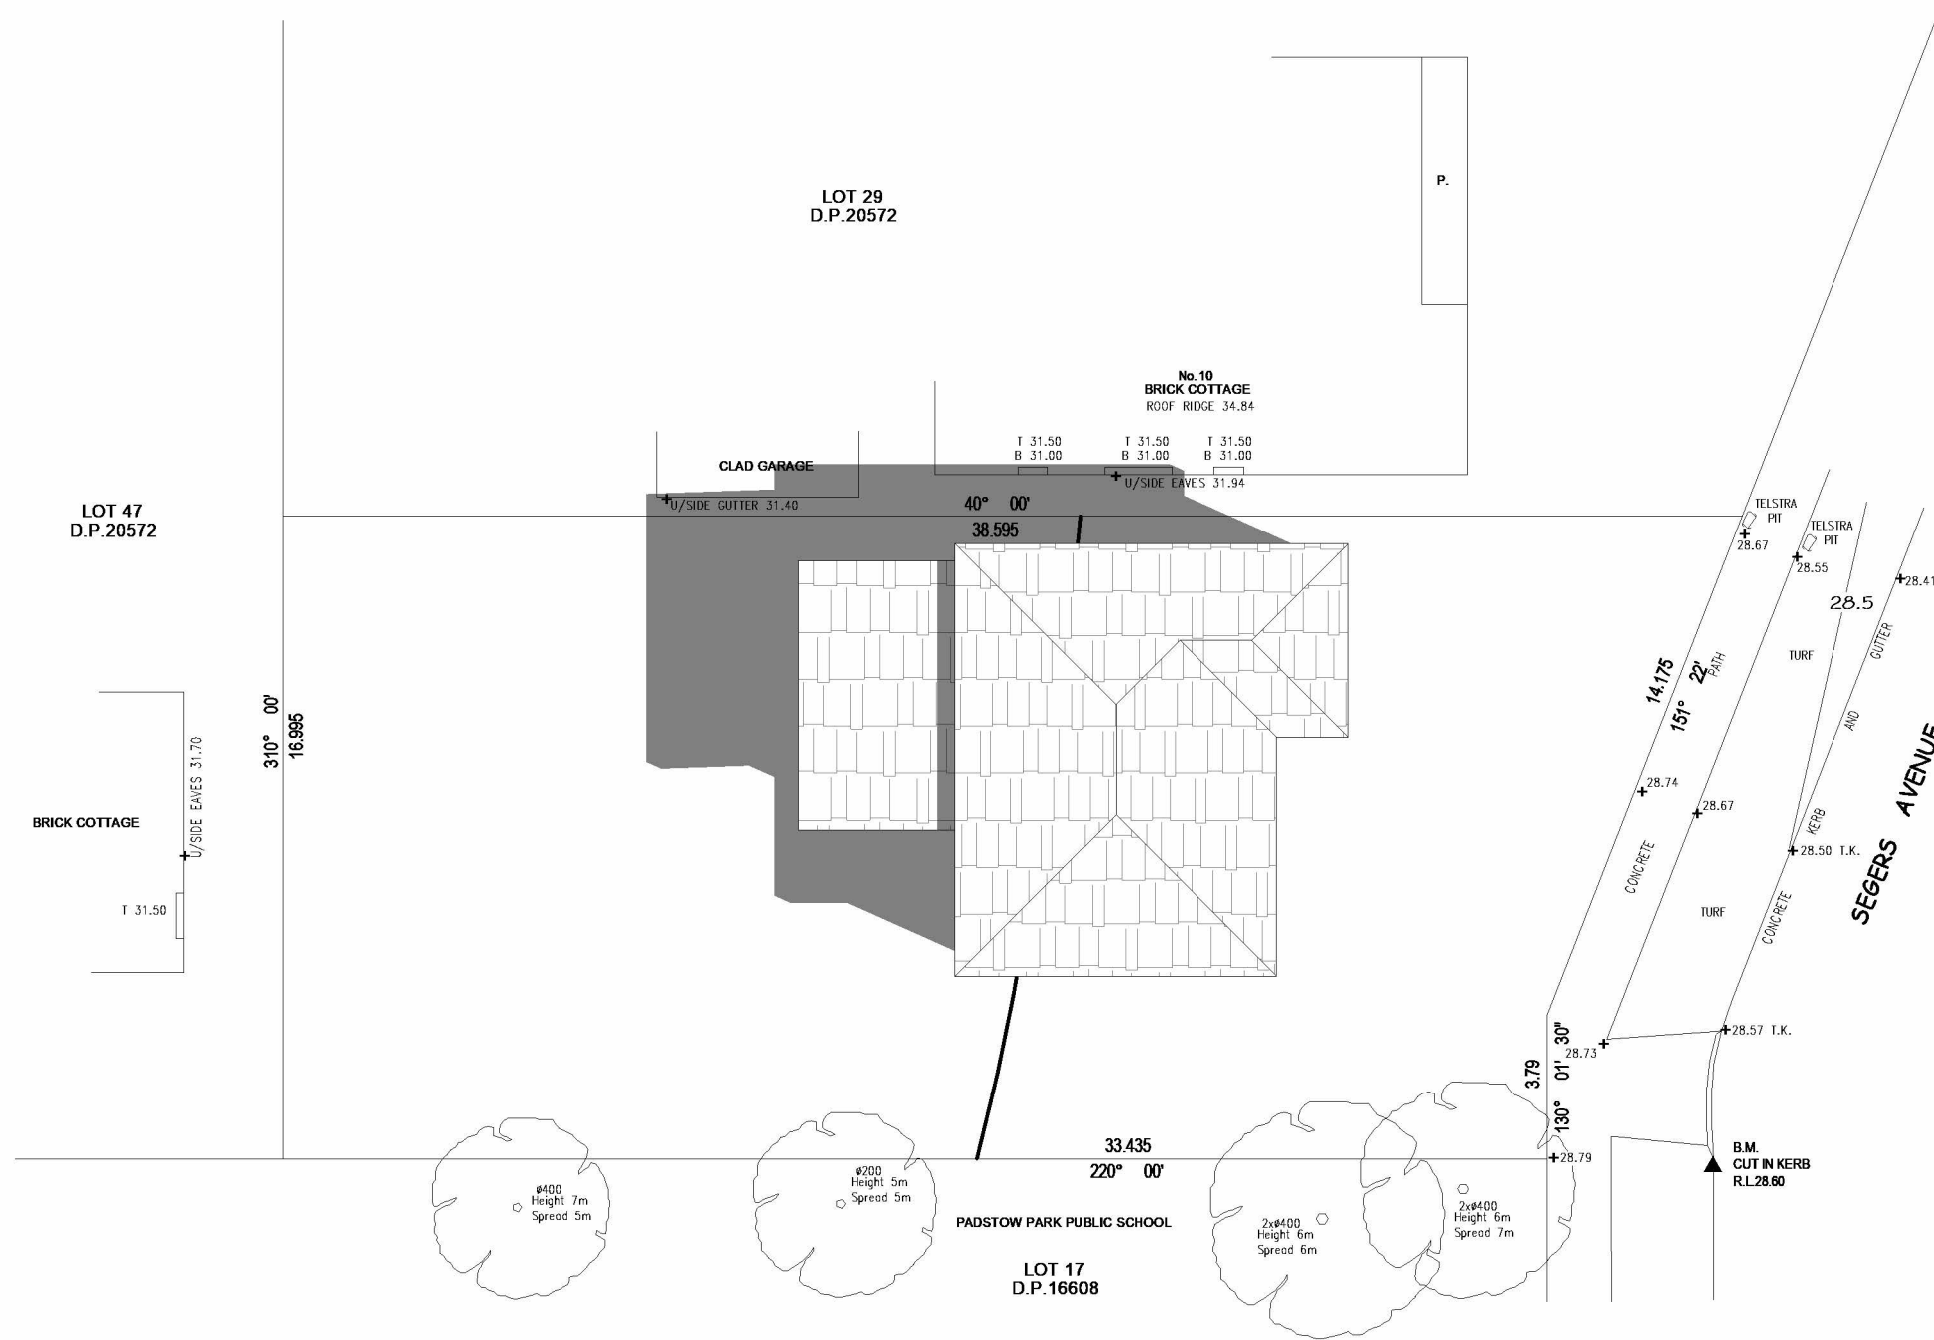 LOT 29
D.P.20572
P.
No.10
BRICK COTTAGE
ROOF RIDGE 34.84
T 31.50
B 31.00
T 31.50
B 31.00
T 31.50
B 31.00
CLAD GARAGE
U/SIDE EAVES 31.94
U/SIDE GUTTER 31.40
40° 00'
38.595
LOT 47
D.P.20572
TELSTRA
PIT
28.67
TELSTRA
PIT
28.55
28.41
28.5
TURF
GUTTER
AND
KERB
CONCRETE
14.175
151° 22'
PATH
CONCRETE
310° 00'
16.995
U/SIDE EAVES 31.70
BRICK COTTAGE
T 31.50
28.74
28.67
28.50 T.K.
SEGERS AVENUE
TURF
28.57 T.K.
28.73
3.79
130° 01' 30"
33.435
220° 00'
28.79
B.M.
CUT IN KERB
R.L.28.60
ø400
Height 7m
Spread 5m
ø200
Height 5m
Spread 5m
PADSTOW PARK PUBLIC SCHOOL
2xø400
Height 6m
Spread 6m
2xø400
Height 6m
Spread 7m
LOT 17
D.P.16608